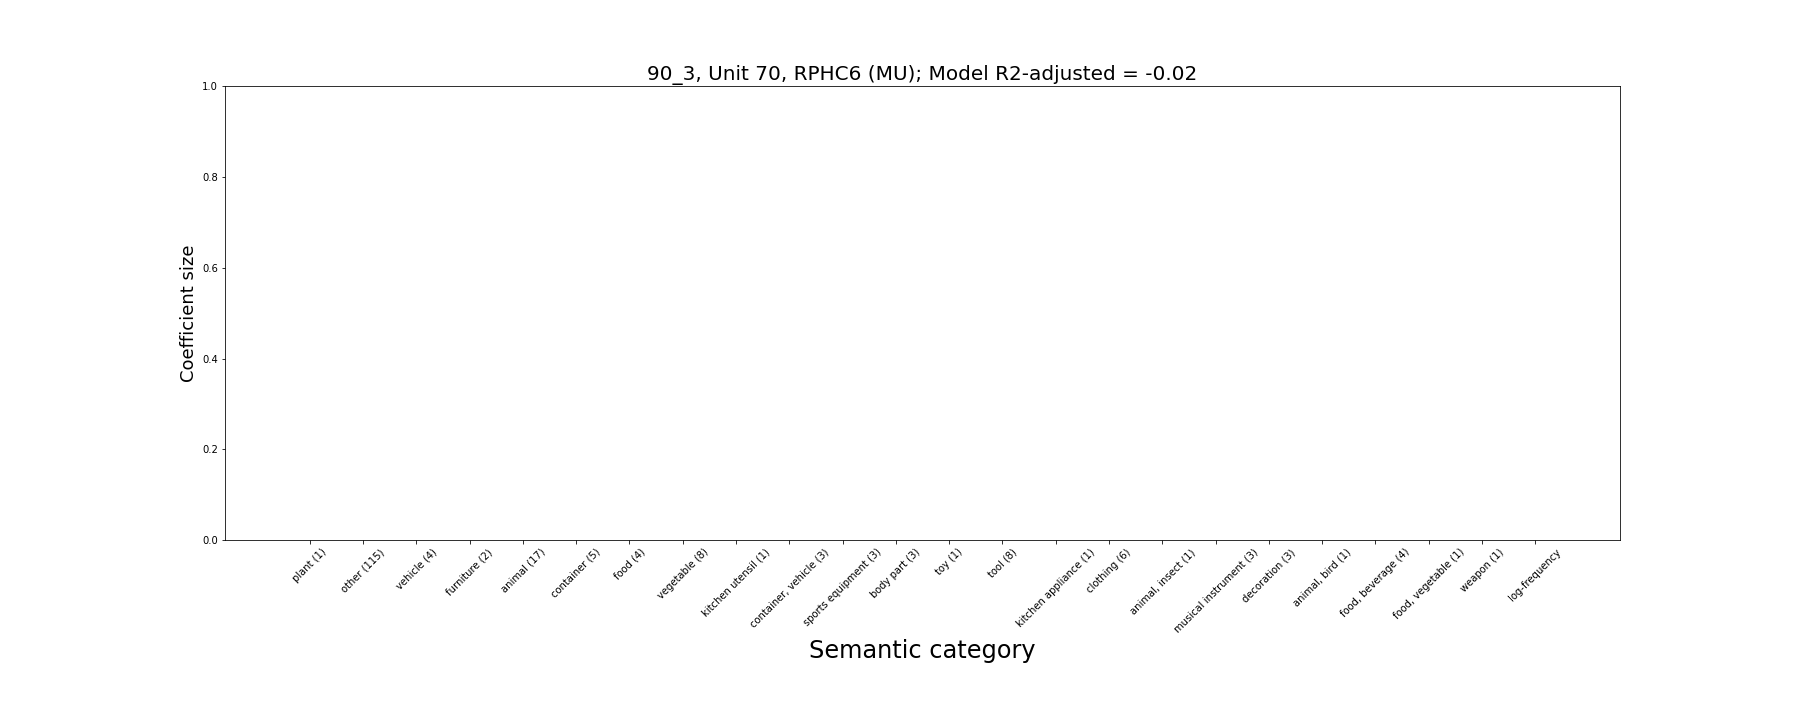 90_3, Unit 70, RPHC6 (MU); Model R2-adjusted = -0.02
1.0
0.8
0.6
0.4
0.2
0.0
Coefficient size
plant (1)
other (115)
vehicle (4)
furniture (2)
animal (17)
container (5)
food (4)
vegetable (8)
kitchen utensil (1)
container, vehicle (3)
sports equipment (3)
body part (3)
toy (1)
tool (8)
kitchen appliance (1)
clothing (6)
animal, insect (1)
musical instrument (3)
decoration (3)
animal, bird (1)
food, beverage (4)
food, vegetable (1)
weapon (1)
log-frequency
Semantic category